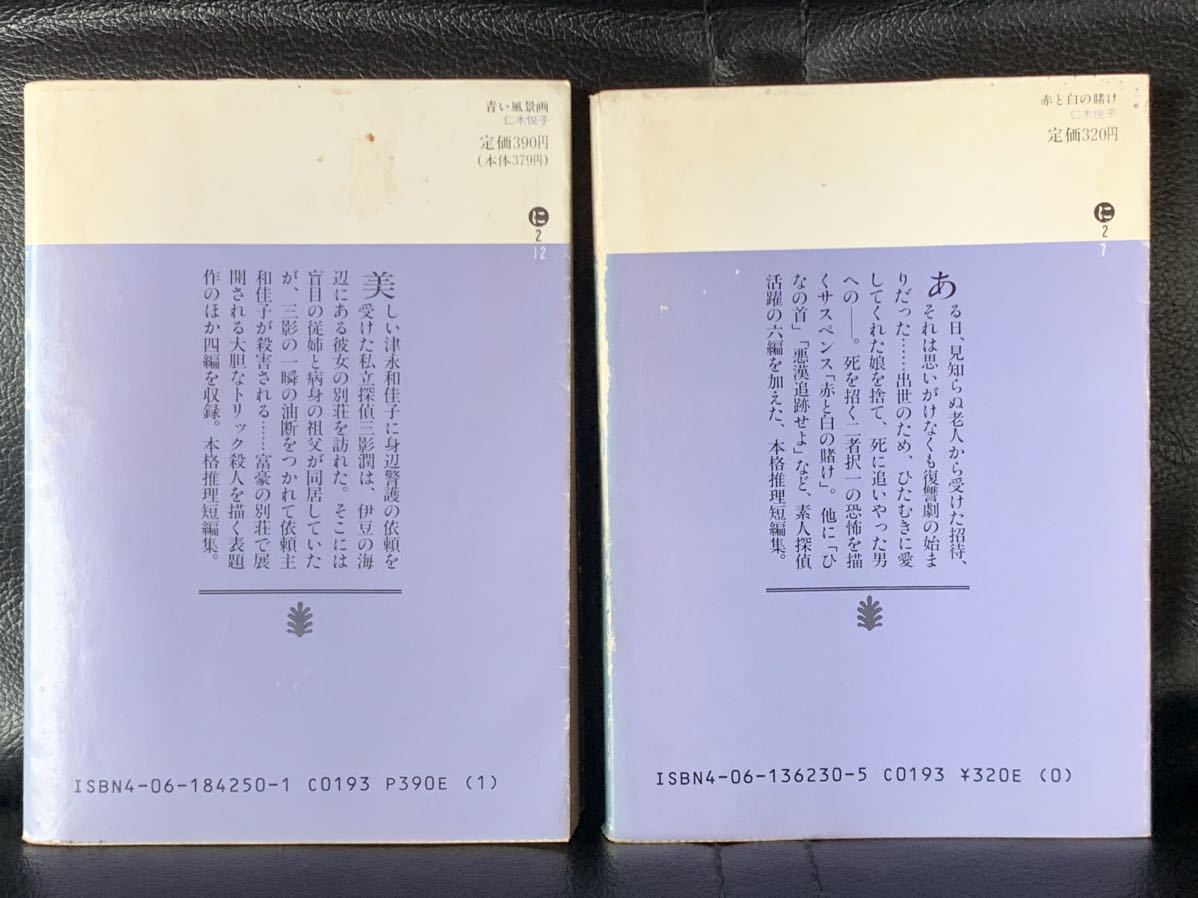 青い風景画
仁木悦子
定価390円
(本体379円)
に
2
12
美しい津永和佳子に身辺警護の依頼を
受けた私立探偵三影潤は、伊豆の海
辺にある彼女の別荘を訪れた。そこには
盲目の従姉と病身の祖父が同居していた
が、三影の一瞬の油断をつかれて依頼主
和佳子が殺害される……富豪の別荘で展
開される大胆なトリック殺人を描く表題
作のほか四編を収録。本格推理短編集。
ISBN4-06-184250-1 C0193 P390E (1)
赤と白の賭け
仁木悦子
定価320円
に
2
7
ある日、見知らぬ老人から受けた招待、
それは思いがけなくも復讐劇の始ま
りだった……出世のため、ひたむきに愛
してくれた娘を捨て、死に追いやった男
への――。死を招く二者択一の恐怖を描
くサスペンス「赤と白の賭け」。他に「ひ
なの首」「悪漢追跡せよ」など、素人探偵
活躍の六編を加えた、本格推理短編集。
ISBN4-06-136230-5 C0193 ¥320E (0)